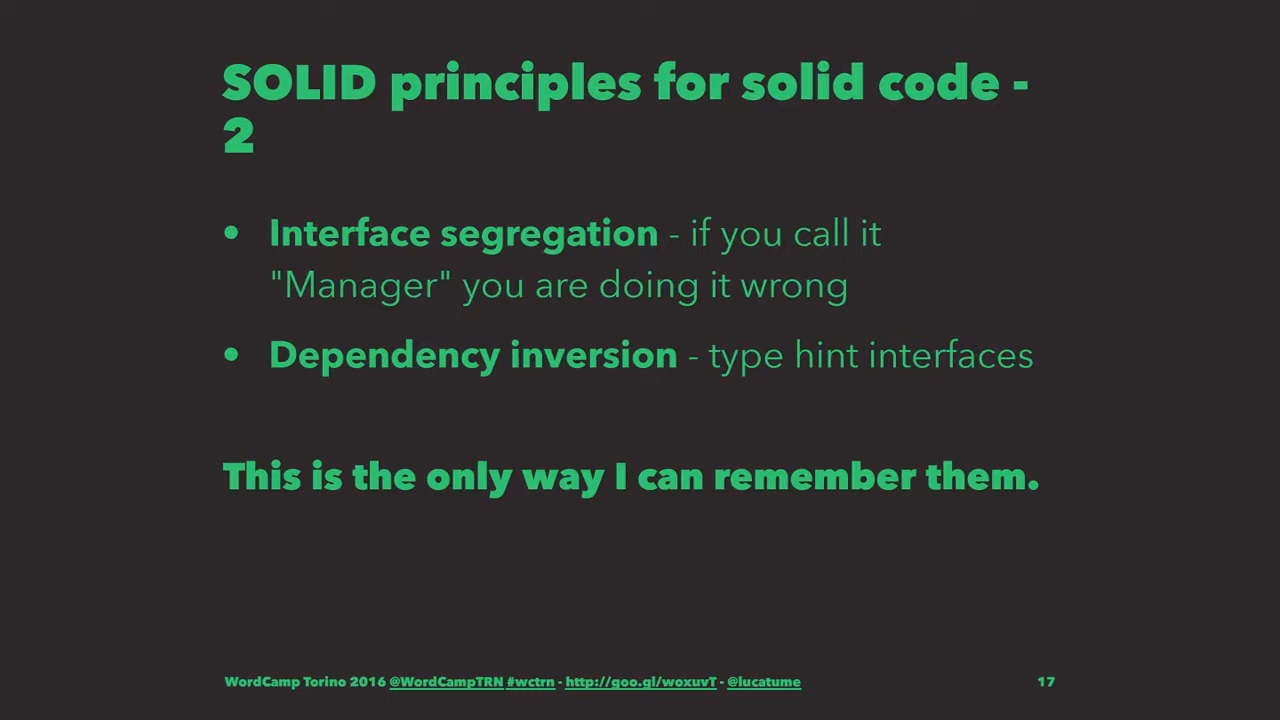 SOLID principles for solid code -
2
• Interface segregation - if you call it
"Manager" you are doing it wrong
• Dependency inversion - type hint interfaces
This is the only way I can remember them.
WordCamp Torino 2016 @WordCampTRN #wctrn - http://goo.gl/woxuvT - @lucatume 17